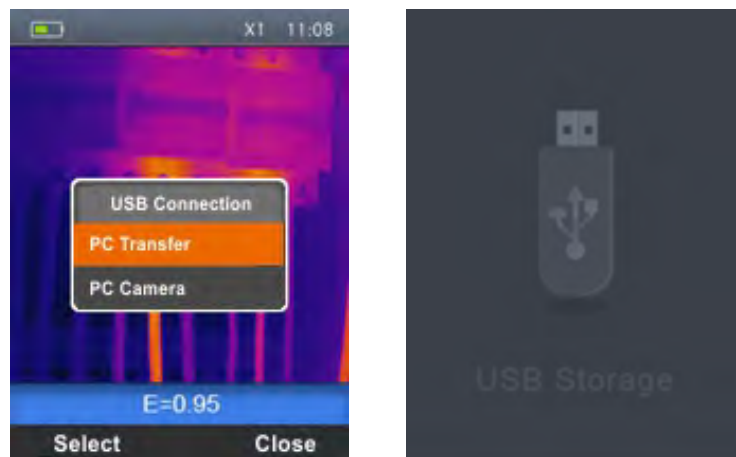 X1 11:08
USB Connection
PC Transfer
PC Camera
E=0.95
Select Close
USB Storage